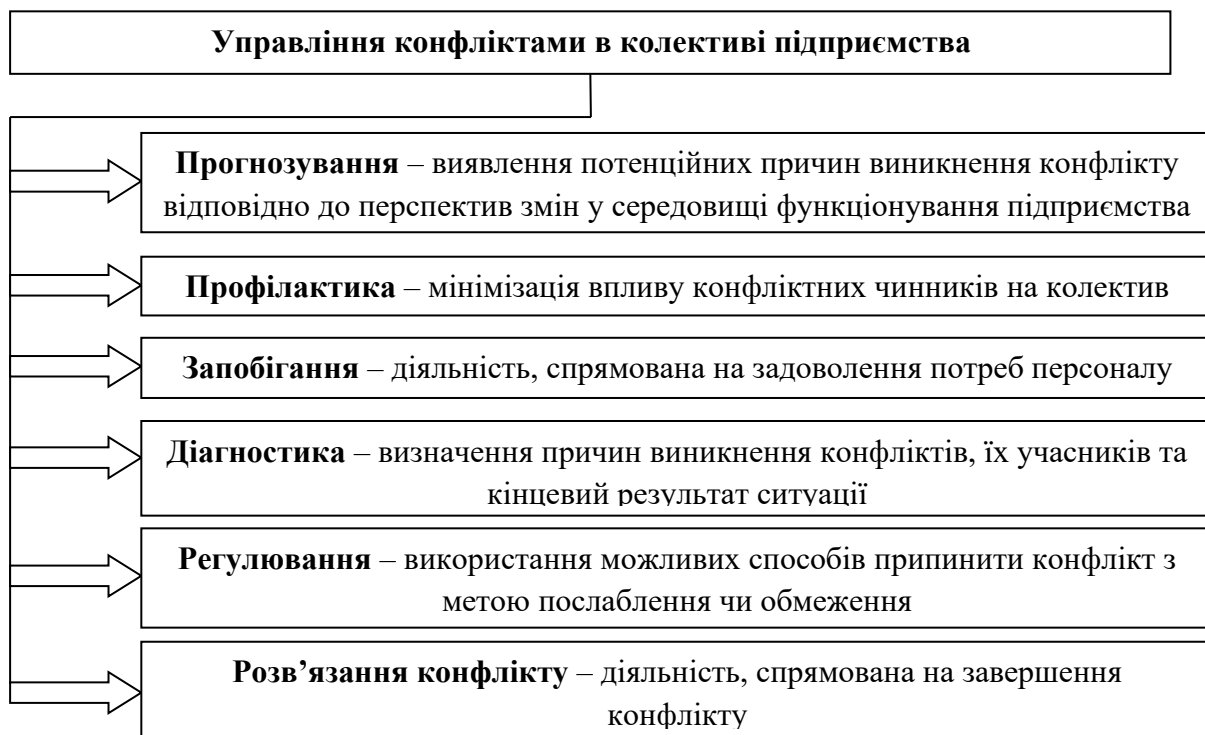 Управління конфліктами в колективі підприємства
Прогнозування – виявлення потенційних причин виникнення конфлікту
відповідно до перспектив змін у середовищі функціонування підприємства
Профілактика – мінімізація впливу конфліктних чинників на колектив
Запобігання – діяльність, спрямована на задоволення потреб персоналу
Діагностика – визначення причин виникнення конфліктів, їх учасників та
кінцевий результат ситуації
Регулювання – використання можливих способів припинити конфлікт з
метою послаблення чи обмеження
Розв’язання конфлікту – діяльність, спрямована на завершення
конфлікту